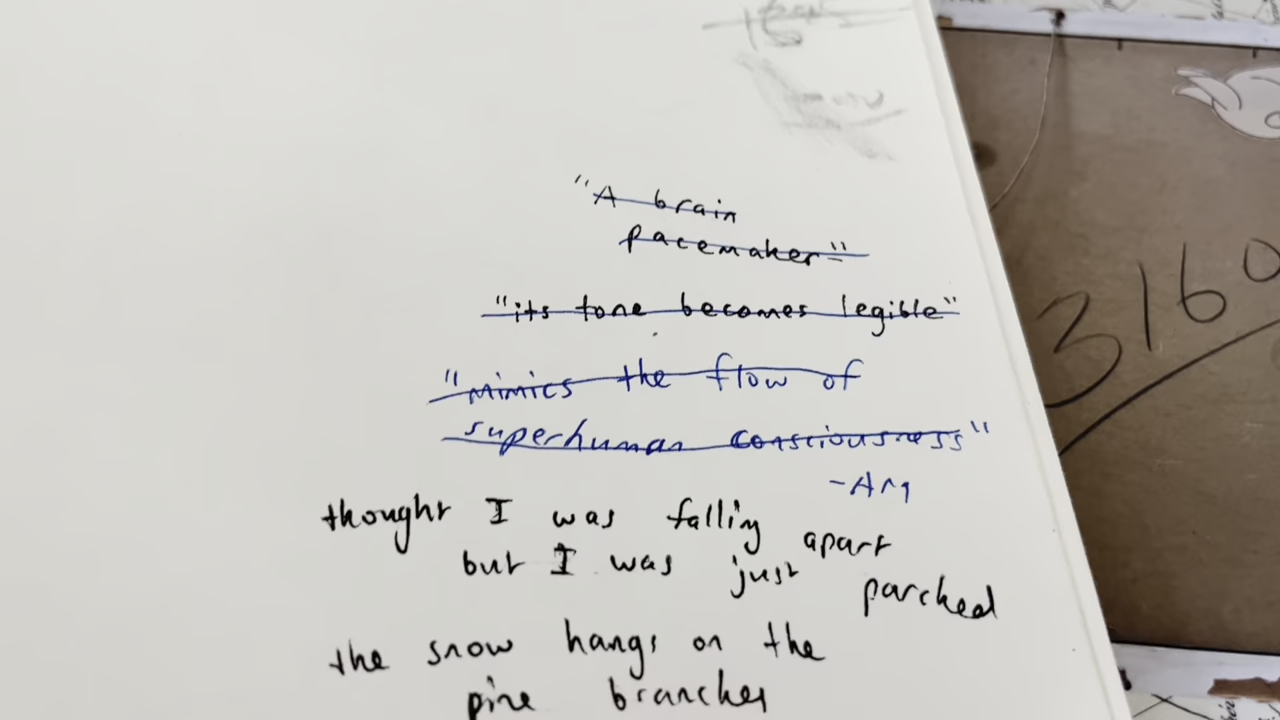 "A brain
pacemaker"
"its tone becomes legible"
"mimics the flow of
superhuman consciousness"
thought I was falling apart
but I was just parched
the snow hangs on the
pine branches
3160